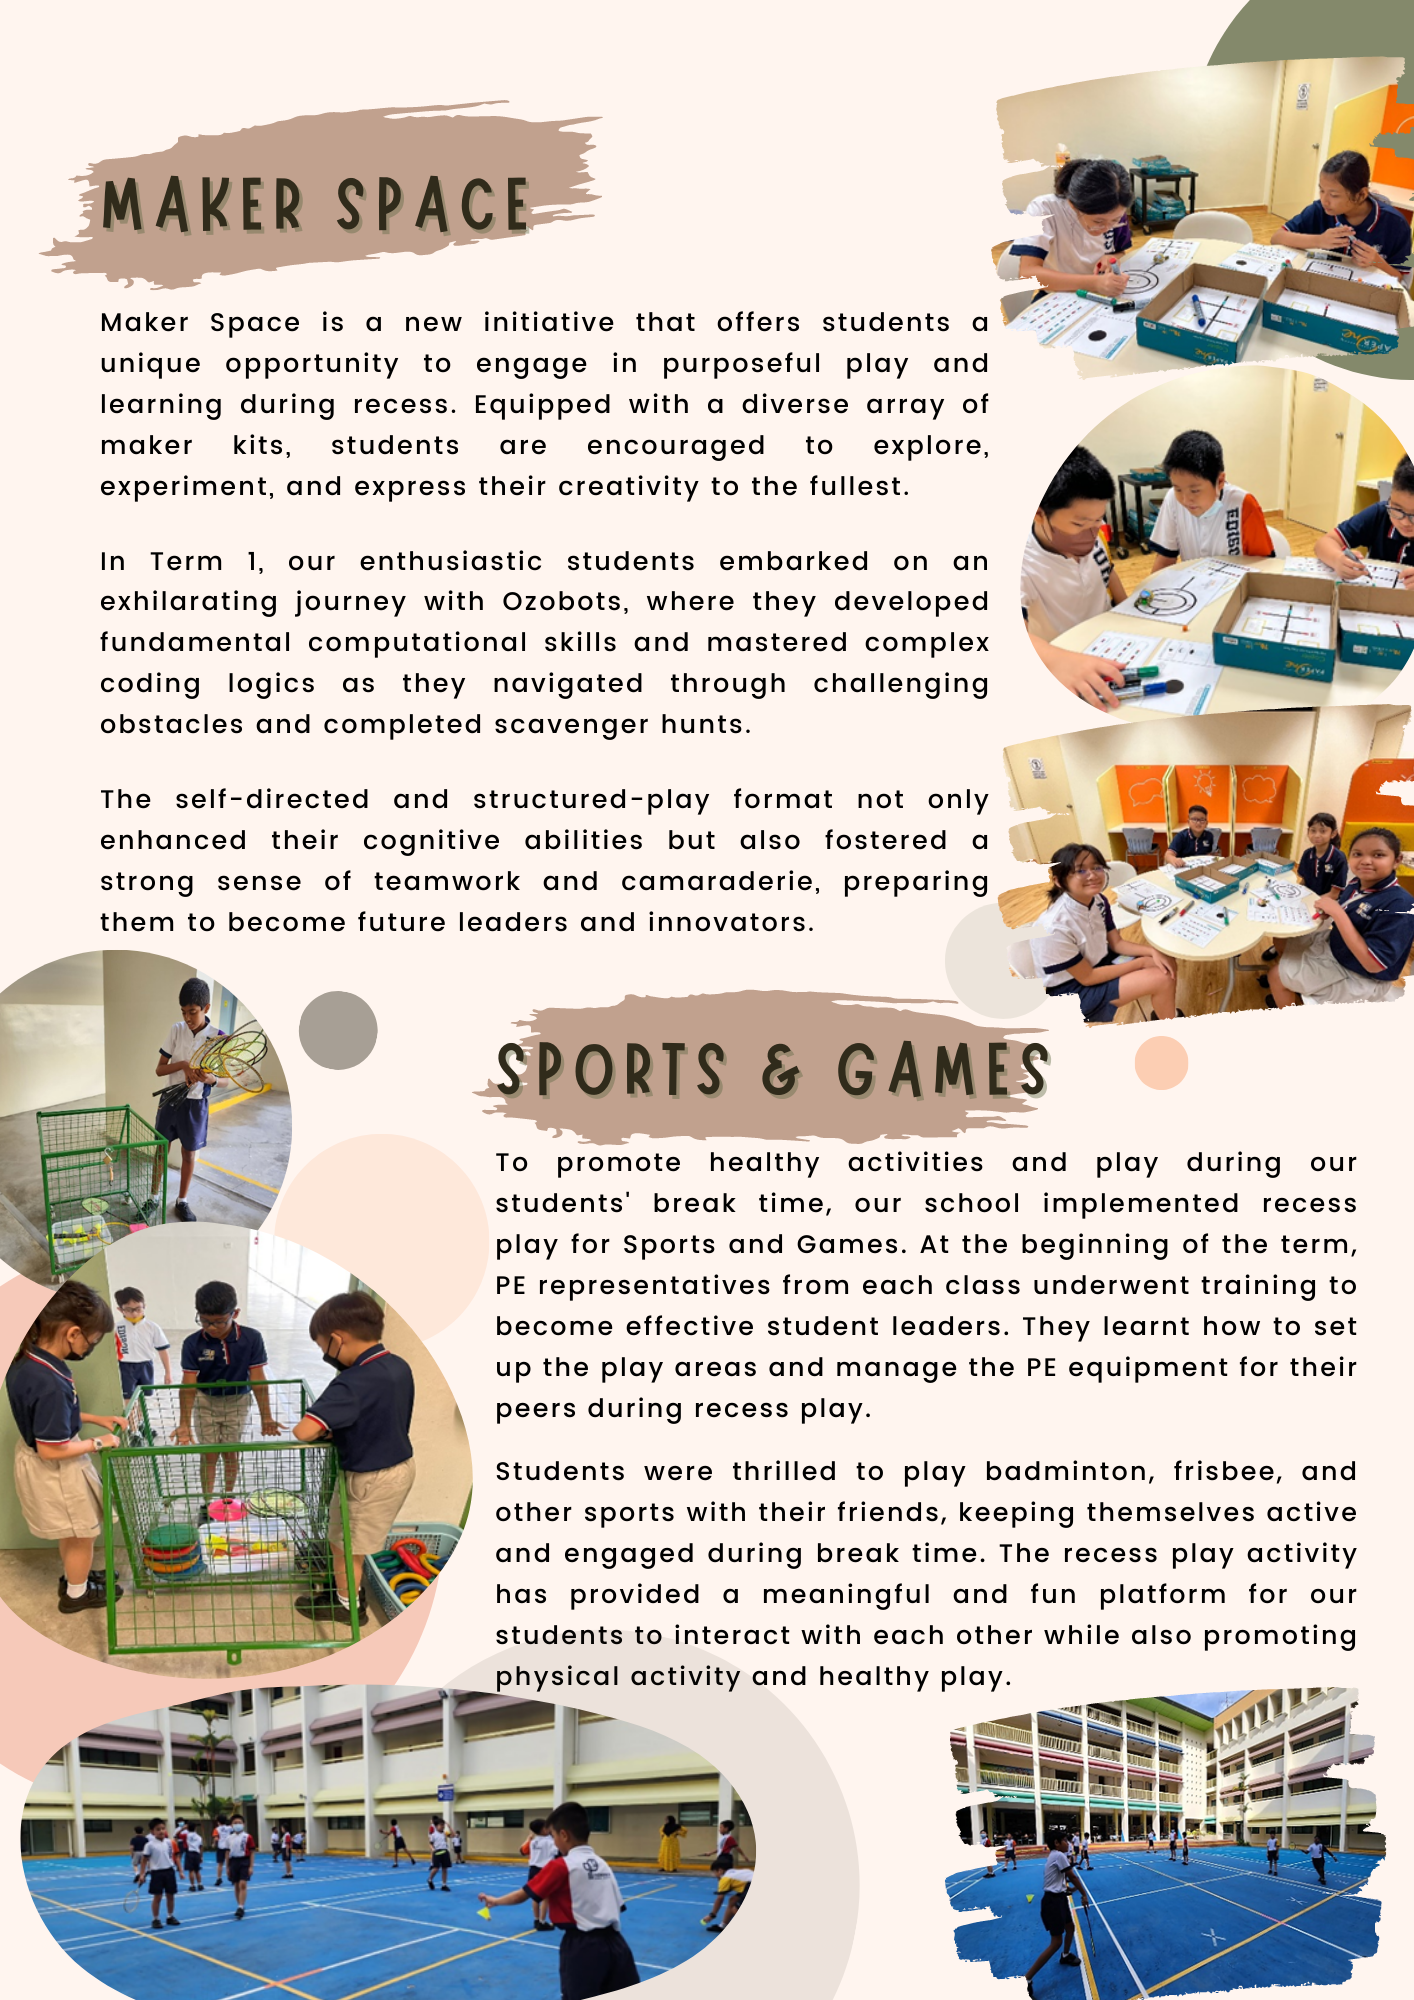 MAKER SPACE
Maker Space is a new initiative that offers students a
unique opportunity to engage in purposeful play and
learning during recess. Equipped with a diverse array of
maker kits, students are encouraged to explore,
experiment, and express their creativity to the fullest.
In Term 1, our enthusiastic students embarked on an
exhilarating journey with Ozobots, where they developed
fundamental computational skills and mastered complex
coding logics as they navigated through challenging
obstacles and completed scavenger hunts.
The self-directed and structured-play format not only
enhanced their cognitive abilities but also fostered a
strong sense of teamwork and camaraderie, preparing
them to become future leaders and innovators.
SPORTS & GAMES
To promote healthy activities and play during our
students' break time, our school implemented recess
play for Sports and Games. At the beginning of the term,
PE representatives from each class underwent training to
become effective student leaders. They learnt how to set
up the play areas and manage the PE equipment for their
peers during recess play.
Students were thrilled to play badminton, frisbee, and
other sports with their friends, keeping themselves active
and engaged during break time. The recess play activity
has provided a meaningful and fun platform for our
students to interact with each other while also promoting
physical activity and healthy play.